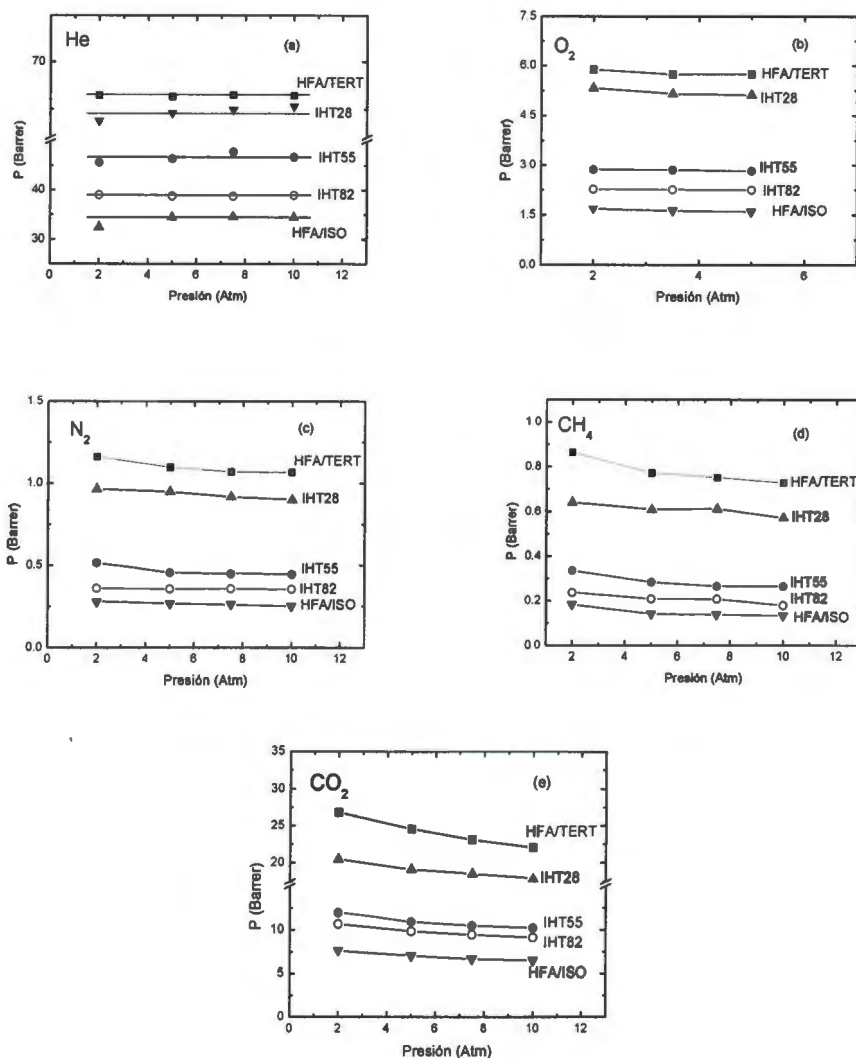 He
(a)
70
40
30
P (Barrer)
HFA/TERT
IHT28
IHT55
IHT82
HFA/ISO
0 2 4 6 8 10 12
Presión (Atm)
O2
(b)
7.5
6.0
4.5
3.0
1.5
0.0
P (Barrer)
HFA/TERT
IHT28
IHT55
IHT82
HFA/ISO
2 4 6
Presión (Atm)
N2
(c)
1.5
1.0
0.5
0.0
P (Barrer)
HFA/TERT
IHT28
IHT55
IHT82
HFA/ISO
0 2 4 6 8 10 12
Presión (Atm)
CH4
(d)
1.0
0.8
0.6
0.4
0.2
0.0
P (Barrer)
HFA/TERT
IHT28
IHT55
IHT82
HFA/ISO
2 4 6 8 10 12
Presión (Atm)
CO2
(e)
35
30
25
20
10
5
0
P (Barrer)
HFA/TERT
IHT28
IHT55
IHT82
HFA/ISO
0 2 4 6 8 10 12
Presión (Atm)